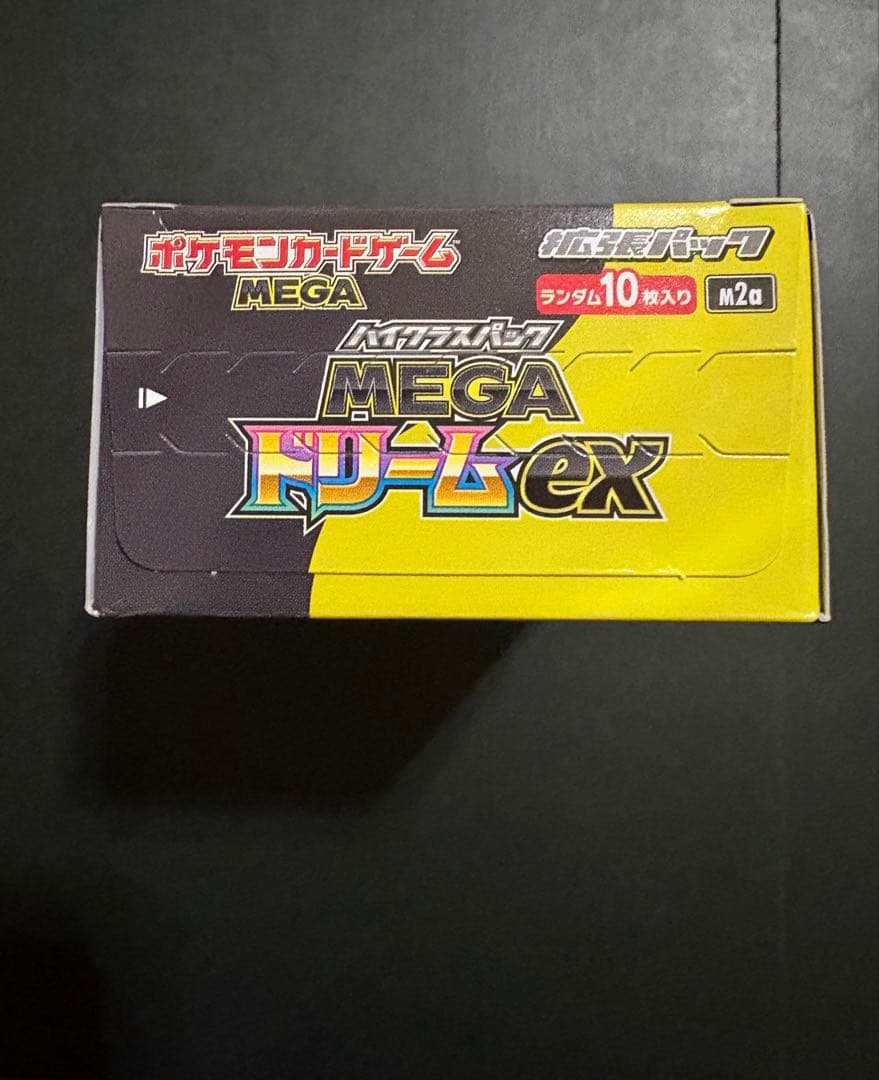 ポケモンカードゲーム™
MEGA
拡張パック
ランダム10枚入り
M2a
ハイクラスパック
MEGA
ドリームex